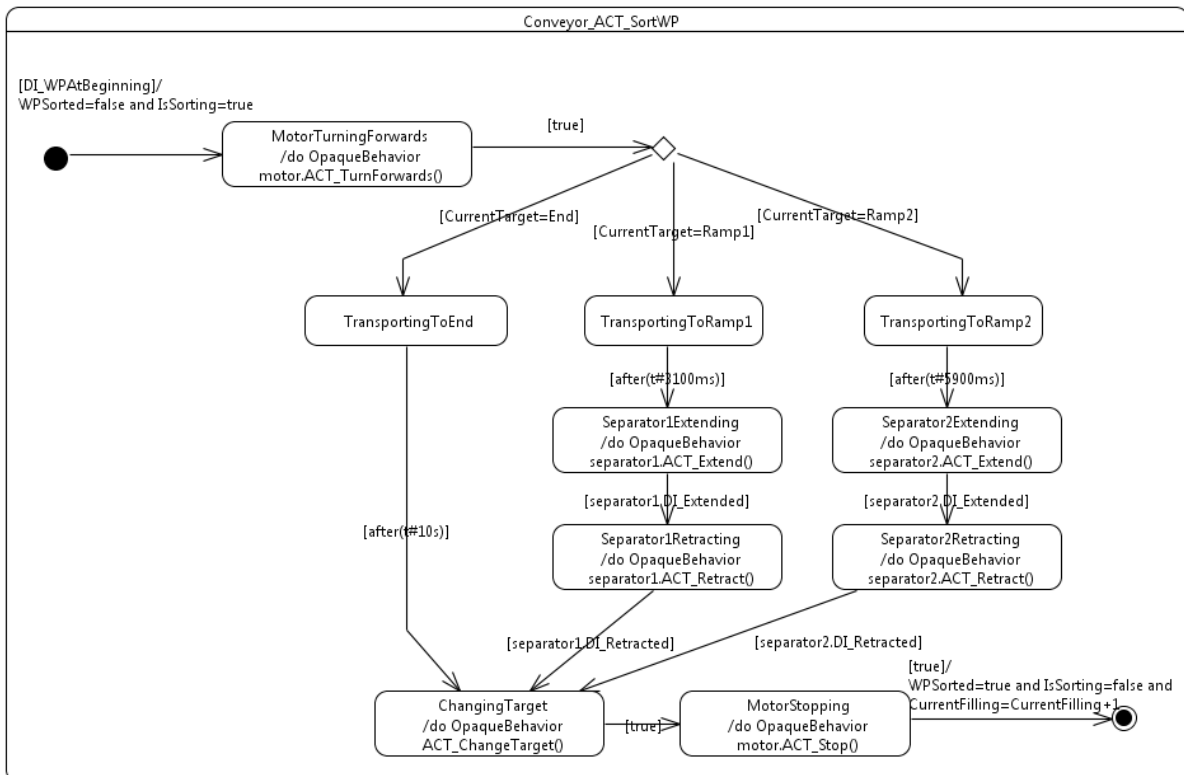 Conveyor_ACT_SortWP
[DI_WPAtBeginning]/
WPSorted=false and IsSorting=true
MotorTurningForwards
/do OpaqueBehavior
motor.ACT_TurnForwards()
[true]
[CurrentTarget=End]
[CurrentTarget=Ramp1]
[CurrentTarget=Ramp2]
TransportingToEnd
TransportingToRamp1
TransportingToRamp2
[after(t#3100ms)]
[after(t#5900ms)]
Separator1Extending
/do OpaqueBehavior
separator1.ACT_Extend()
Separator2Extending
/do OpaqueBehavior
separator2.ACT_Extend()
[separator1.DI_Extended]
[separator2.DI_Extended]
[after(t#10s)]
Separator1Retracting
/do OpaqueBehavior
separator1.ACT_Retract()
Separator2Retracting
/do OpaqueBehavior
separator2.ACT_Retract()
[separator1.DI_Retracted]
[separator2.DI_Retracted]
ChangingTarget
/do OpaqueBehavior
ACT_ChangeTarget()
[true]
MotorStopping
/do OpaqueBehavior
motor.ACT_Stop()
[true]/
WPSorted=true and IsSorting=false and
CurrentFilling=CurrentFilling+1